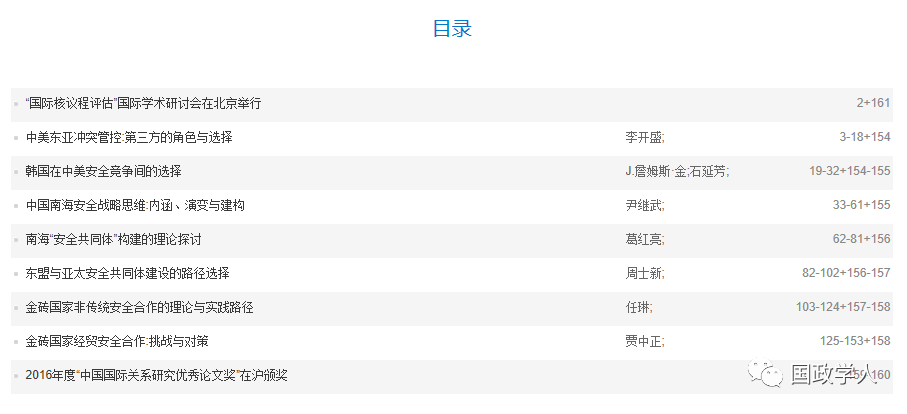 目录
“国际核议程评估”国际学术研讨会在北京举行 2+161
中美东亚冲突管控:第三方的角色与选择 李开盛; 3-18+154
韩国在中美安全竞争间的选择 J.詹姆斯·金;石延芳; 19-32+154-155
中国南海安全战略思维:内涵、演变与建构 尹继武; 33-61+155
南海“安全共同体”构建的理论探讨 葛红亮; 62-81+156
东盟与亚太安全共同体建设的路径选择 周士新; 82-102+156-157
金砖国家非传统安全合作的理论与实践路径 任琳; 103-124+157-158
金砖国家经贸安全合作:挑战与对策 贾中正; 125-153+158
2016年度“中国国际关系研究优秀论文奖”在沪颁奖 159-160
国政学人